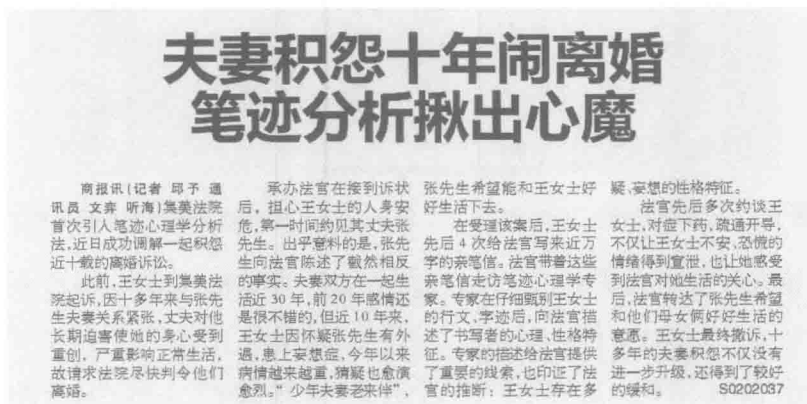 夫妻积怨十年闹离婚
笔迹分析揪出心魔
商报讯(记者 邱予 通
讯员 文弃 听海)集美法院
首次引入笔迹心理学分析
法,近日成功调解一起积怨
近十载的离婚诉讼。
此前,王女士到集美法
院起诉,因十多年来与张先
生夫妻关系紧张,丈夫对他
长期迫害使她的身心受到
重创,严重影响正常生活,
故请求法院尽快判令他们
离婚。
承办法官在接到诉状
后,担心王女士的人身安
危,第一时间约见其丈夫张
先生。出乎意料的是,张先
生向法官陈述了截然相反
的事实。夫妻双方在一起生
活近30年,前20年感情还
是很不错的,但近10年来,
王女士因怀疑张先生有外
遇,患上妄想症,今年以来
病情越来越重,猜疑也愈演
愈烈。“少年夫妻老来伴”,
张先生希望能和王女士好
好生活下去。
在受理该案后,王女士
先后4次给法官写来近万
字的亲笔信。法官带着这些
亲笔信走访笔迹心理学专
家。专家在仔细甄别王女士
的行文,字迹后,向法官描
述了书写者的心理、性格特
征。专家的描述给法官提供
了重要的线索,也印证了法
官的推断:王女士存在多
疑、妄想的性格特征。
法官先后多次约谈王
女士,对症下药,疏通开导,
不仅让王女士不安、恐慌的
情绪得到宣泄,也让她感受
到法官对她生活的关心。最
后,法官转达了张先生希望
和他们母女俩好好生活的
意愿。王女士最终撤诉,十
多年的夫妻积怨不仅没有
进一步升级,还得到了较好
的缓和。 S0202037